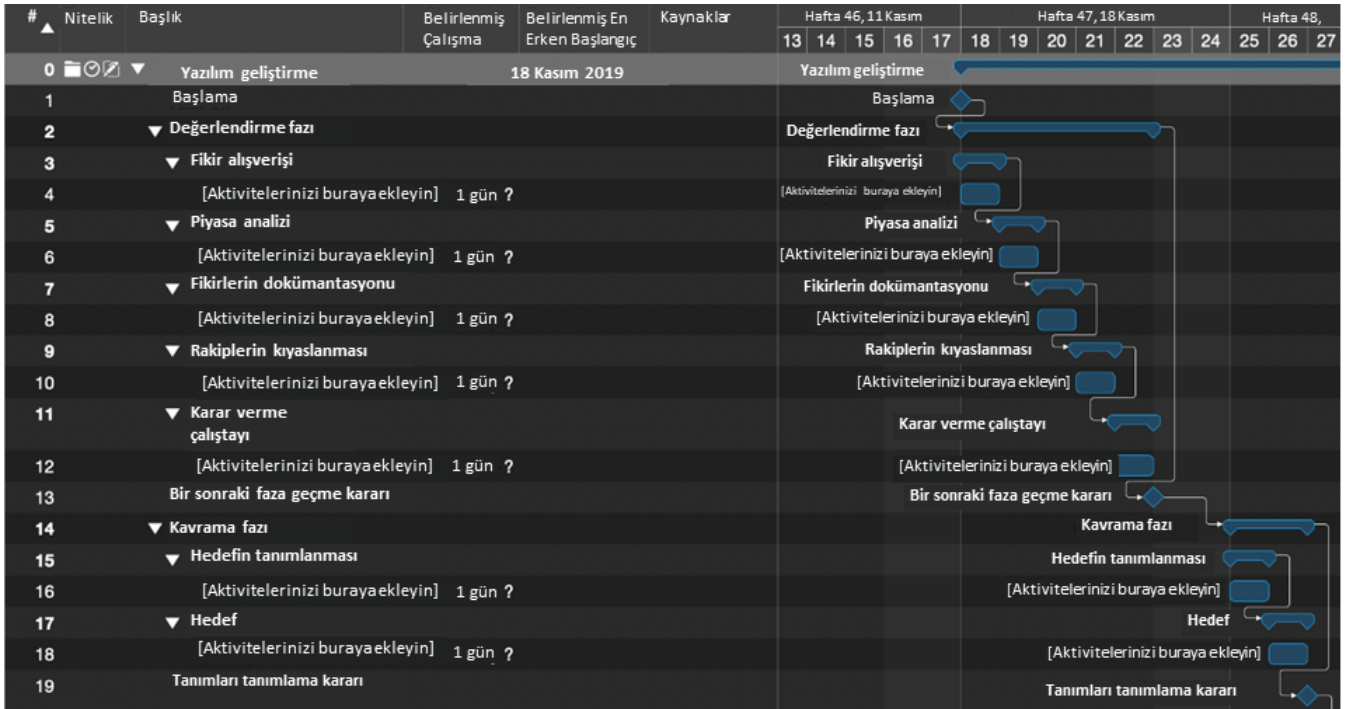 # Nitelik Başlık Belirlenmiş Çalışma Belirlenmiş En Erken Başlangıç Kaynaklar Hafta 46, 11 Kasım Hafta 47, 18 Kasım Hafta 48,
13 14 15 16 17 18 19 20 21 22 23 24 25 26 27
0 Yazılım geliştirme 18 Kasım 2019 Yazılım geliştirme
1 Başlama Başlama
2 Değerlendirme fazı Değerlendirme fazı
3 Fikir alışverişi Fikir alışverişi
4 [Aktivitelerinizi buraya ekleyin] 1 gün ? [Aktivitelerinizi buraya ekleyin]
5 Piyasa analizi Piyasa analizi
6 [Aktivitelerinizi buraya ekleyin] 1 gün ? [Aktivitelerinizi buraya ekleyin]
7 Fikirlerin dokümantasyonu Fikirlerin dokümantasyonu
8 [Aktivitelerinizi buraya ekleyin] 1 gün ? [Aktivitelerinizi buraya ekleyin]
9 Rakiplerin kıyaslanması Rakiplerin kıyaslanması
10 [Aktivitelerinizi buraya ekleyin] 1 gün ? [Aktivitelerinizi buraya ekleyin]
11 Karar verme çalıştayı Karar verme çalıştayı
12 [Aktivitelerinizi buraya ekleyin] 1 gün ? [Aktivitelerinizi buraya ekleyin]
13 Bir sonraki faza geçme kararı Bir sonraki faza geçme kararı
14 Kavrama fazı Kavrama fazı
15 Hedefin tanımlanması Hedefin tanımlanması
16 [Aktivitelerinizi buraya ekleyin] 1 gün ? [Aktivitelerinizi buraya ekleyin]
17 Hedef Hedef
18 [Aktivitelerinizi buraya ekleyin] 1 gün ? [Aktivitelerinizi buraya ekleyin]
19 Tanımları tanımlama kararı Tanımları tanımlama kararı